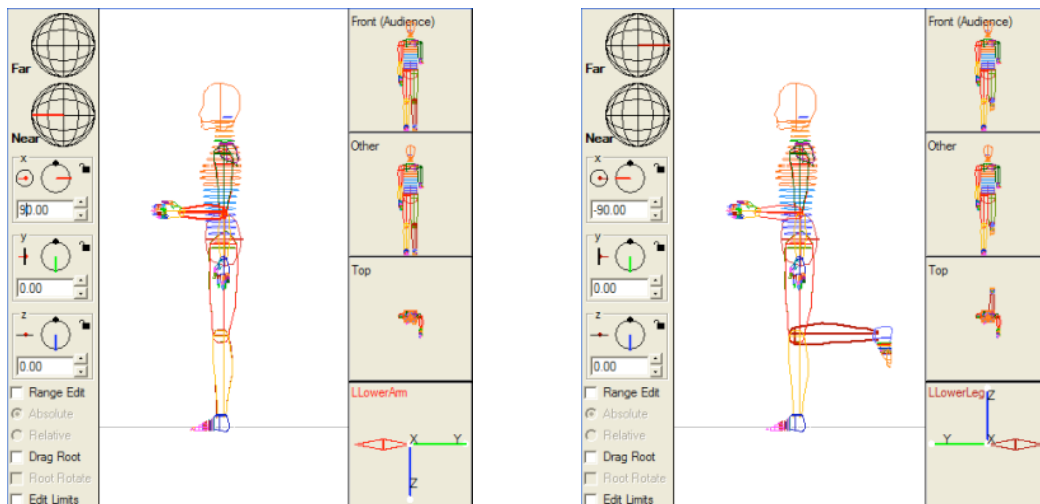 Front (Audience)
Far
Near
x
90.00
Other
y
0.00
Top
z
0.00
Range Edit
Absolute
Relative
Drag Root
Root Rotate
Edit Limits
LLowerArm
X
Y
Z
Front (Audience)
Far
Near
x
-90.00
Other
y
0.00
Top
z
0.00
Range Edit
Absolute
Relative
Drag Root
Root Rotate
Edit Limits
LLowerLeg
Z
Y
X